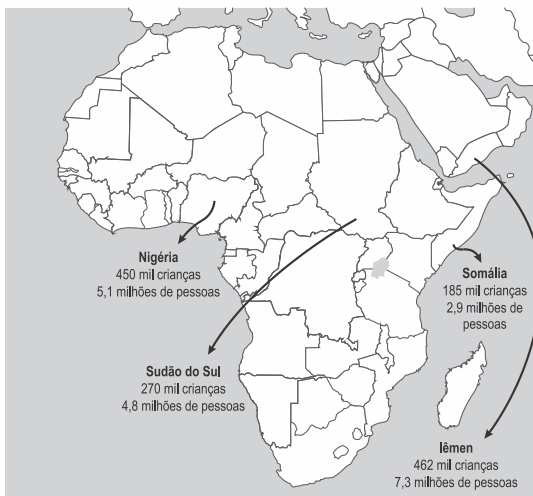 Nigéria
450 mil crianças
5,1 milhões de pessoas
Somália
185 mil crianças
2,9 milhões de
pessoas
Sudão do Sul
270 mil crianças
4,8 milhões de pessoas
Iêmen
462 mil crianças
7,3 milhões de pessoas